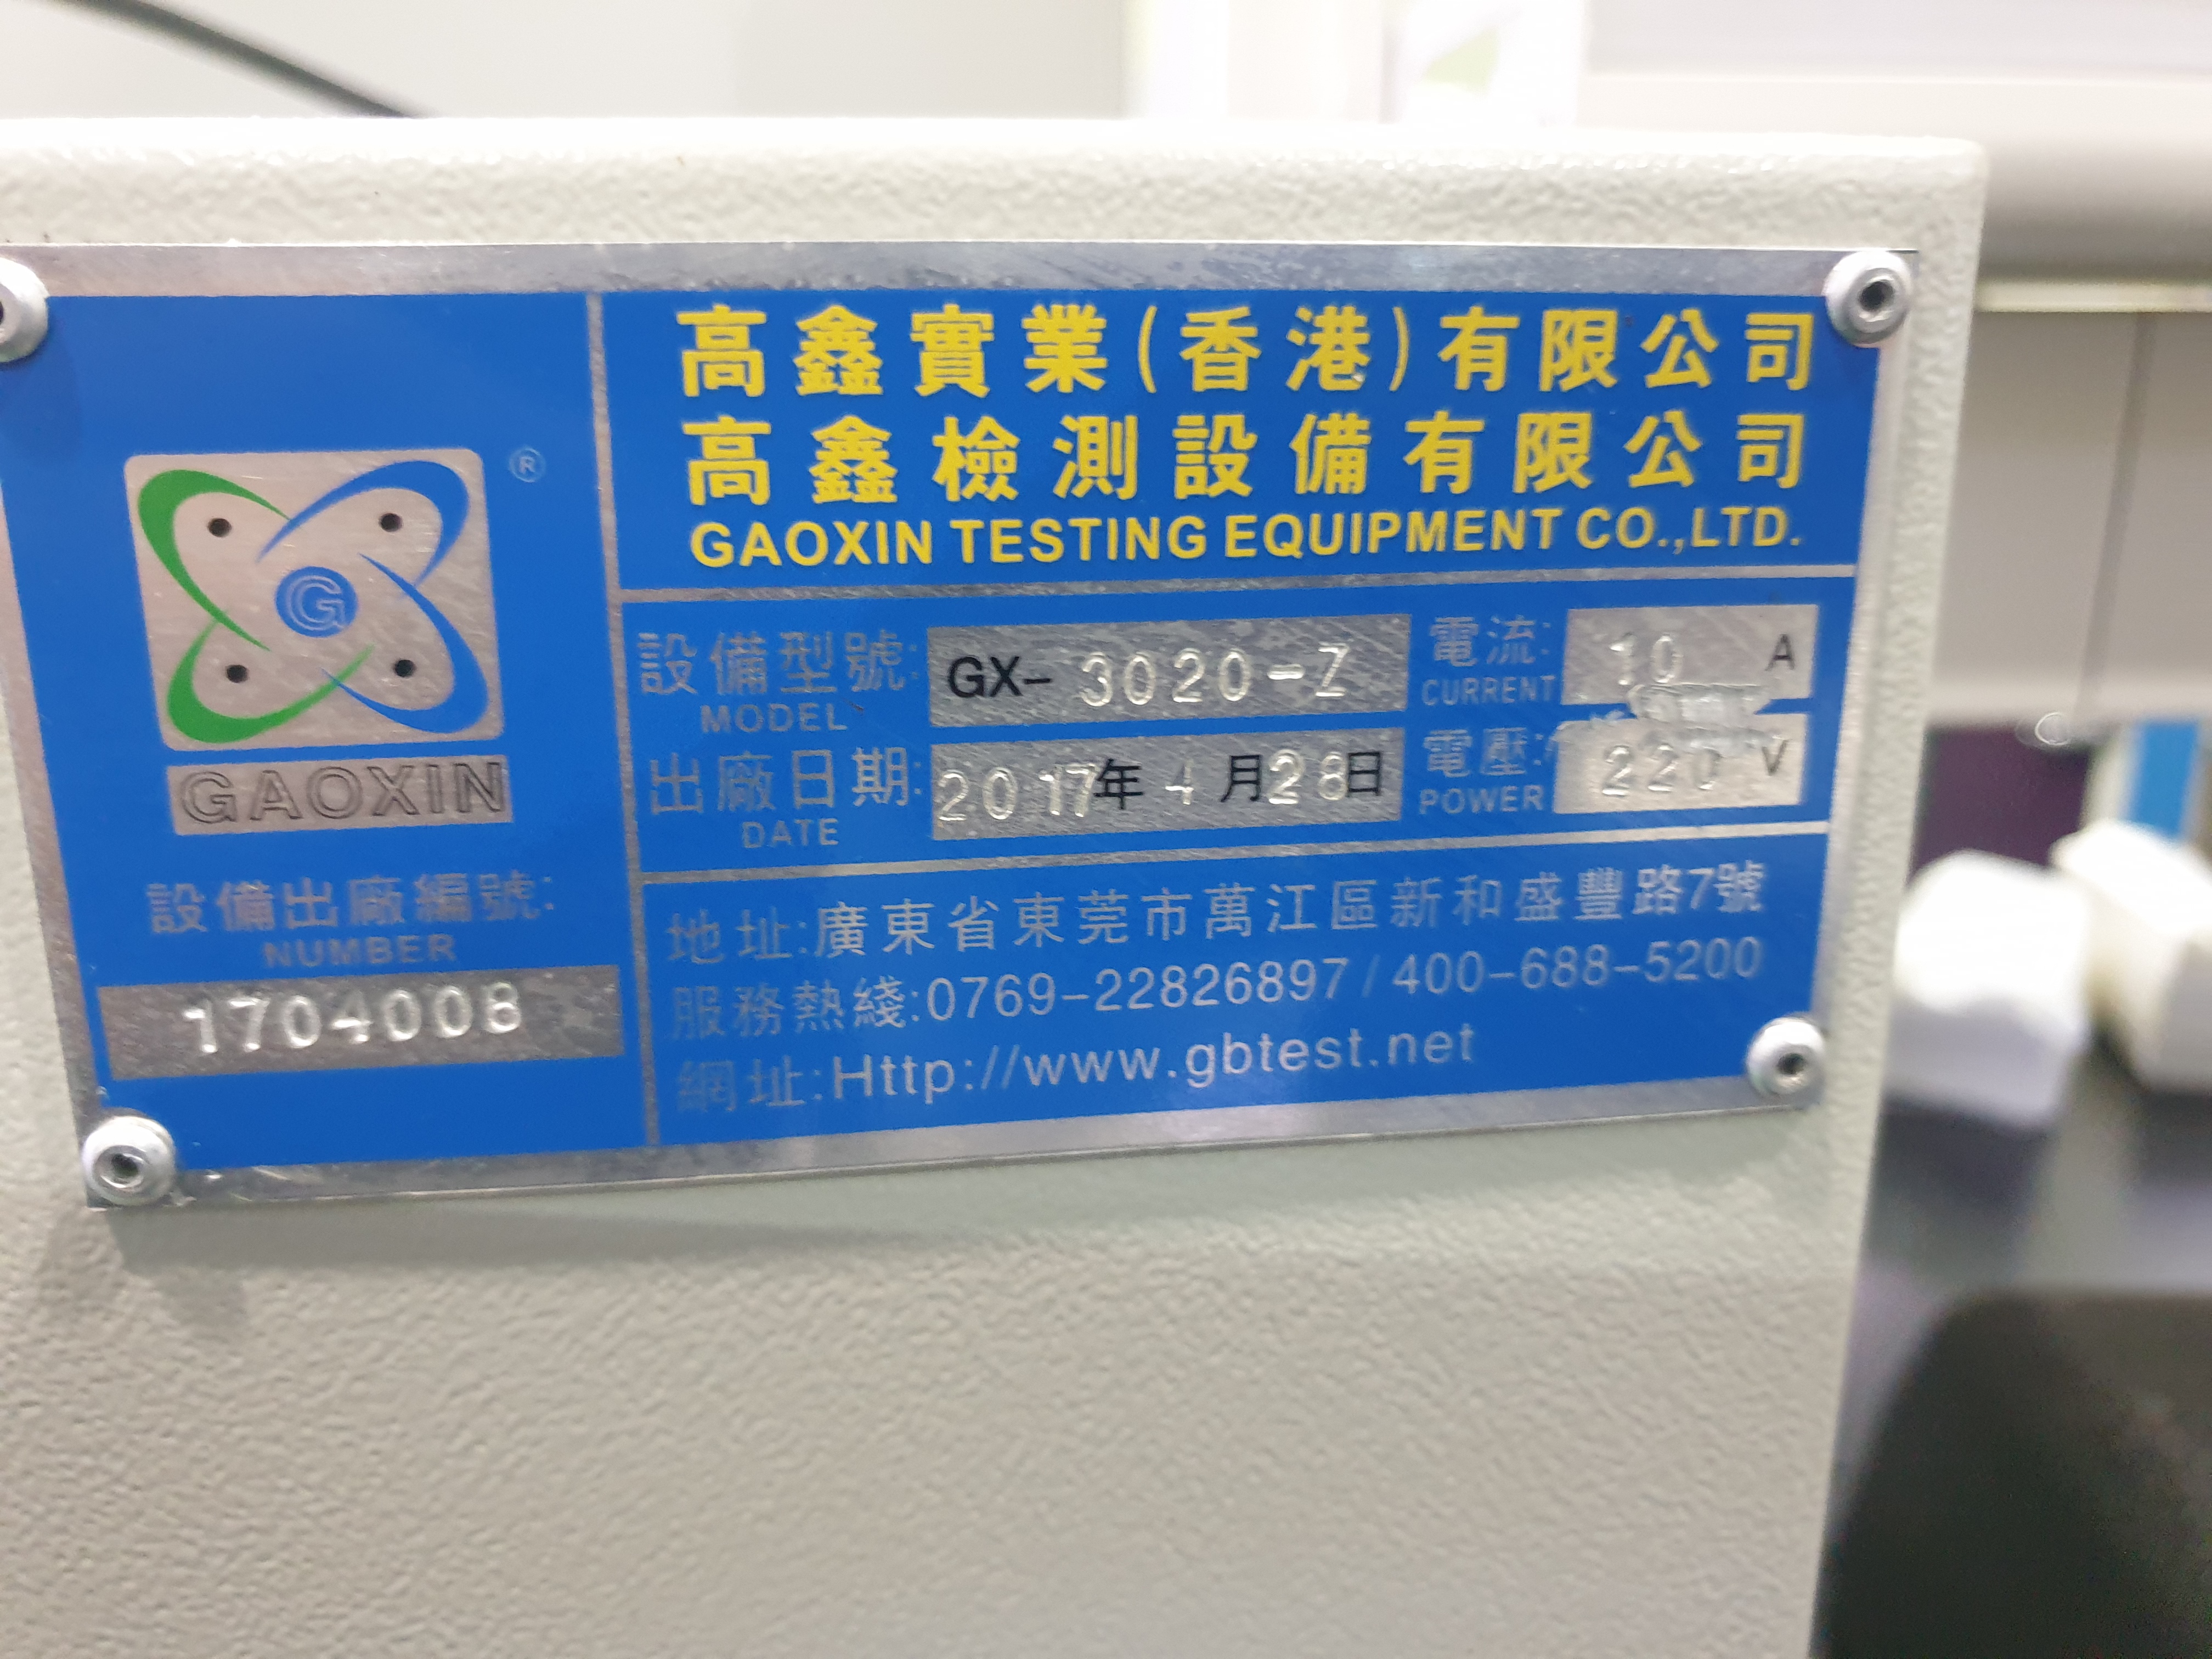 高鑫實業(香港)有限公司
高鑫檢測設備有限公司
GAOXIN TESTING EQUIPMENT CO.,LTD.
®
G
GAOXIN
設備出廠編號:
NUMBER
1704008
設備型號: GX- 3020-Z
MODEL
出廠日期: 2017年 4 月28日
DATE
電流: 10 A
CURRENT
電壓: 220 V
POWER
地址:廣東省東莞市萬江區新和盛豐路7號
服務熱綫:0769-22826897/400-688-5200
網址:Http://www.gbtest.net